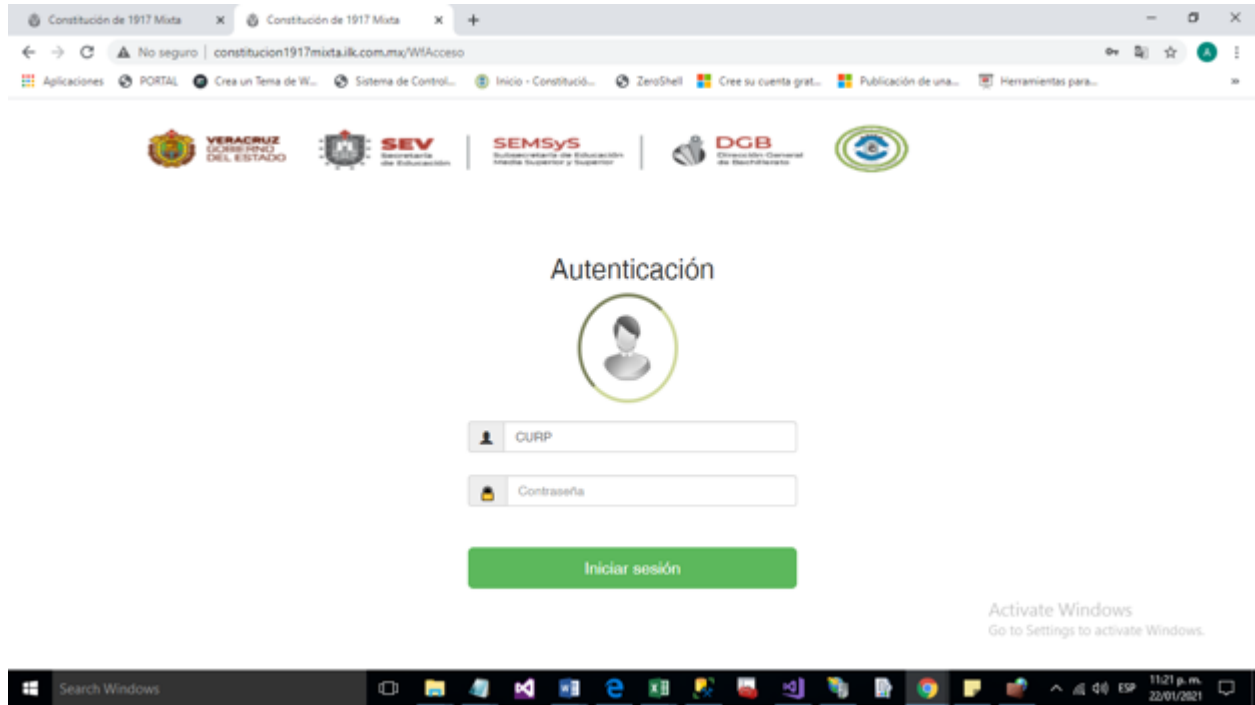 Constitución de 1917 Mixta
Constitución de 1917 Mixta
No seguro | constitucion1917mixta.ilk.com.mx/WfAcceso
Aplicaciones PORTAL Crea un Tema de W... Sistema de Control... Inicio - Constitució... ZeroShell Cree su cuenta grat... Publicación de una... Herramientas para...
VERACRUZ
GOBIERNO
DEL ESTADO
SEV
Secretaría
de Educación
SEMSyS
Subsecretaría de Educación
Media Superior y Superior
DGB
Dirección General
de Bachillerato
Autenticación
CURP
Contraseña
Iniciar sesión
Activate Windows
Go to Settings to activate Windows.
Search Windows
ESP
11:21 p. m.
22/01/2021